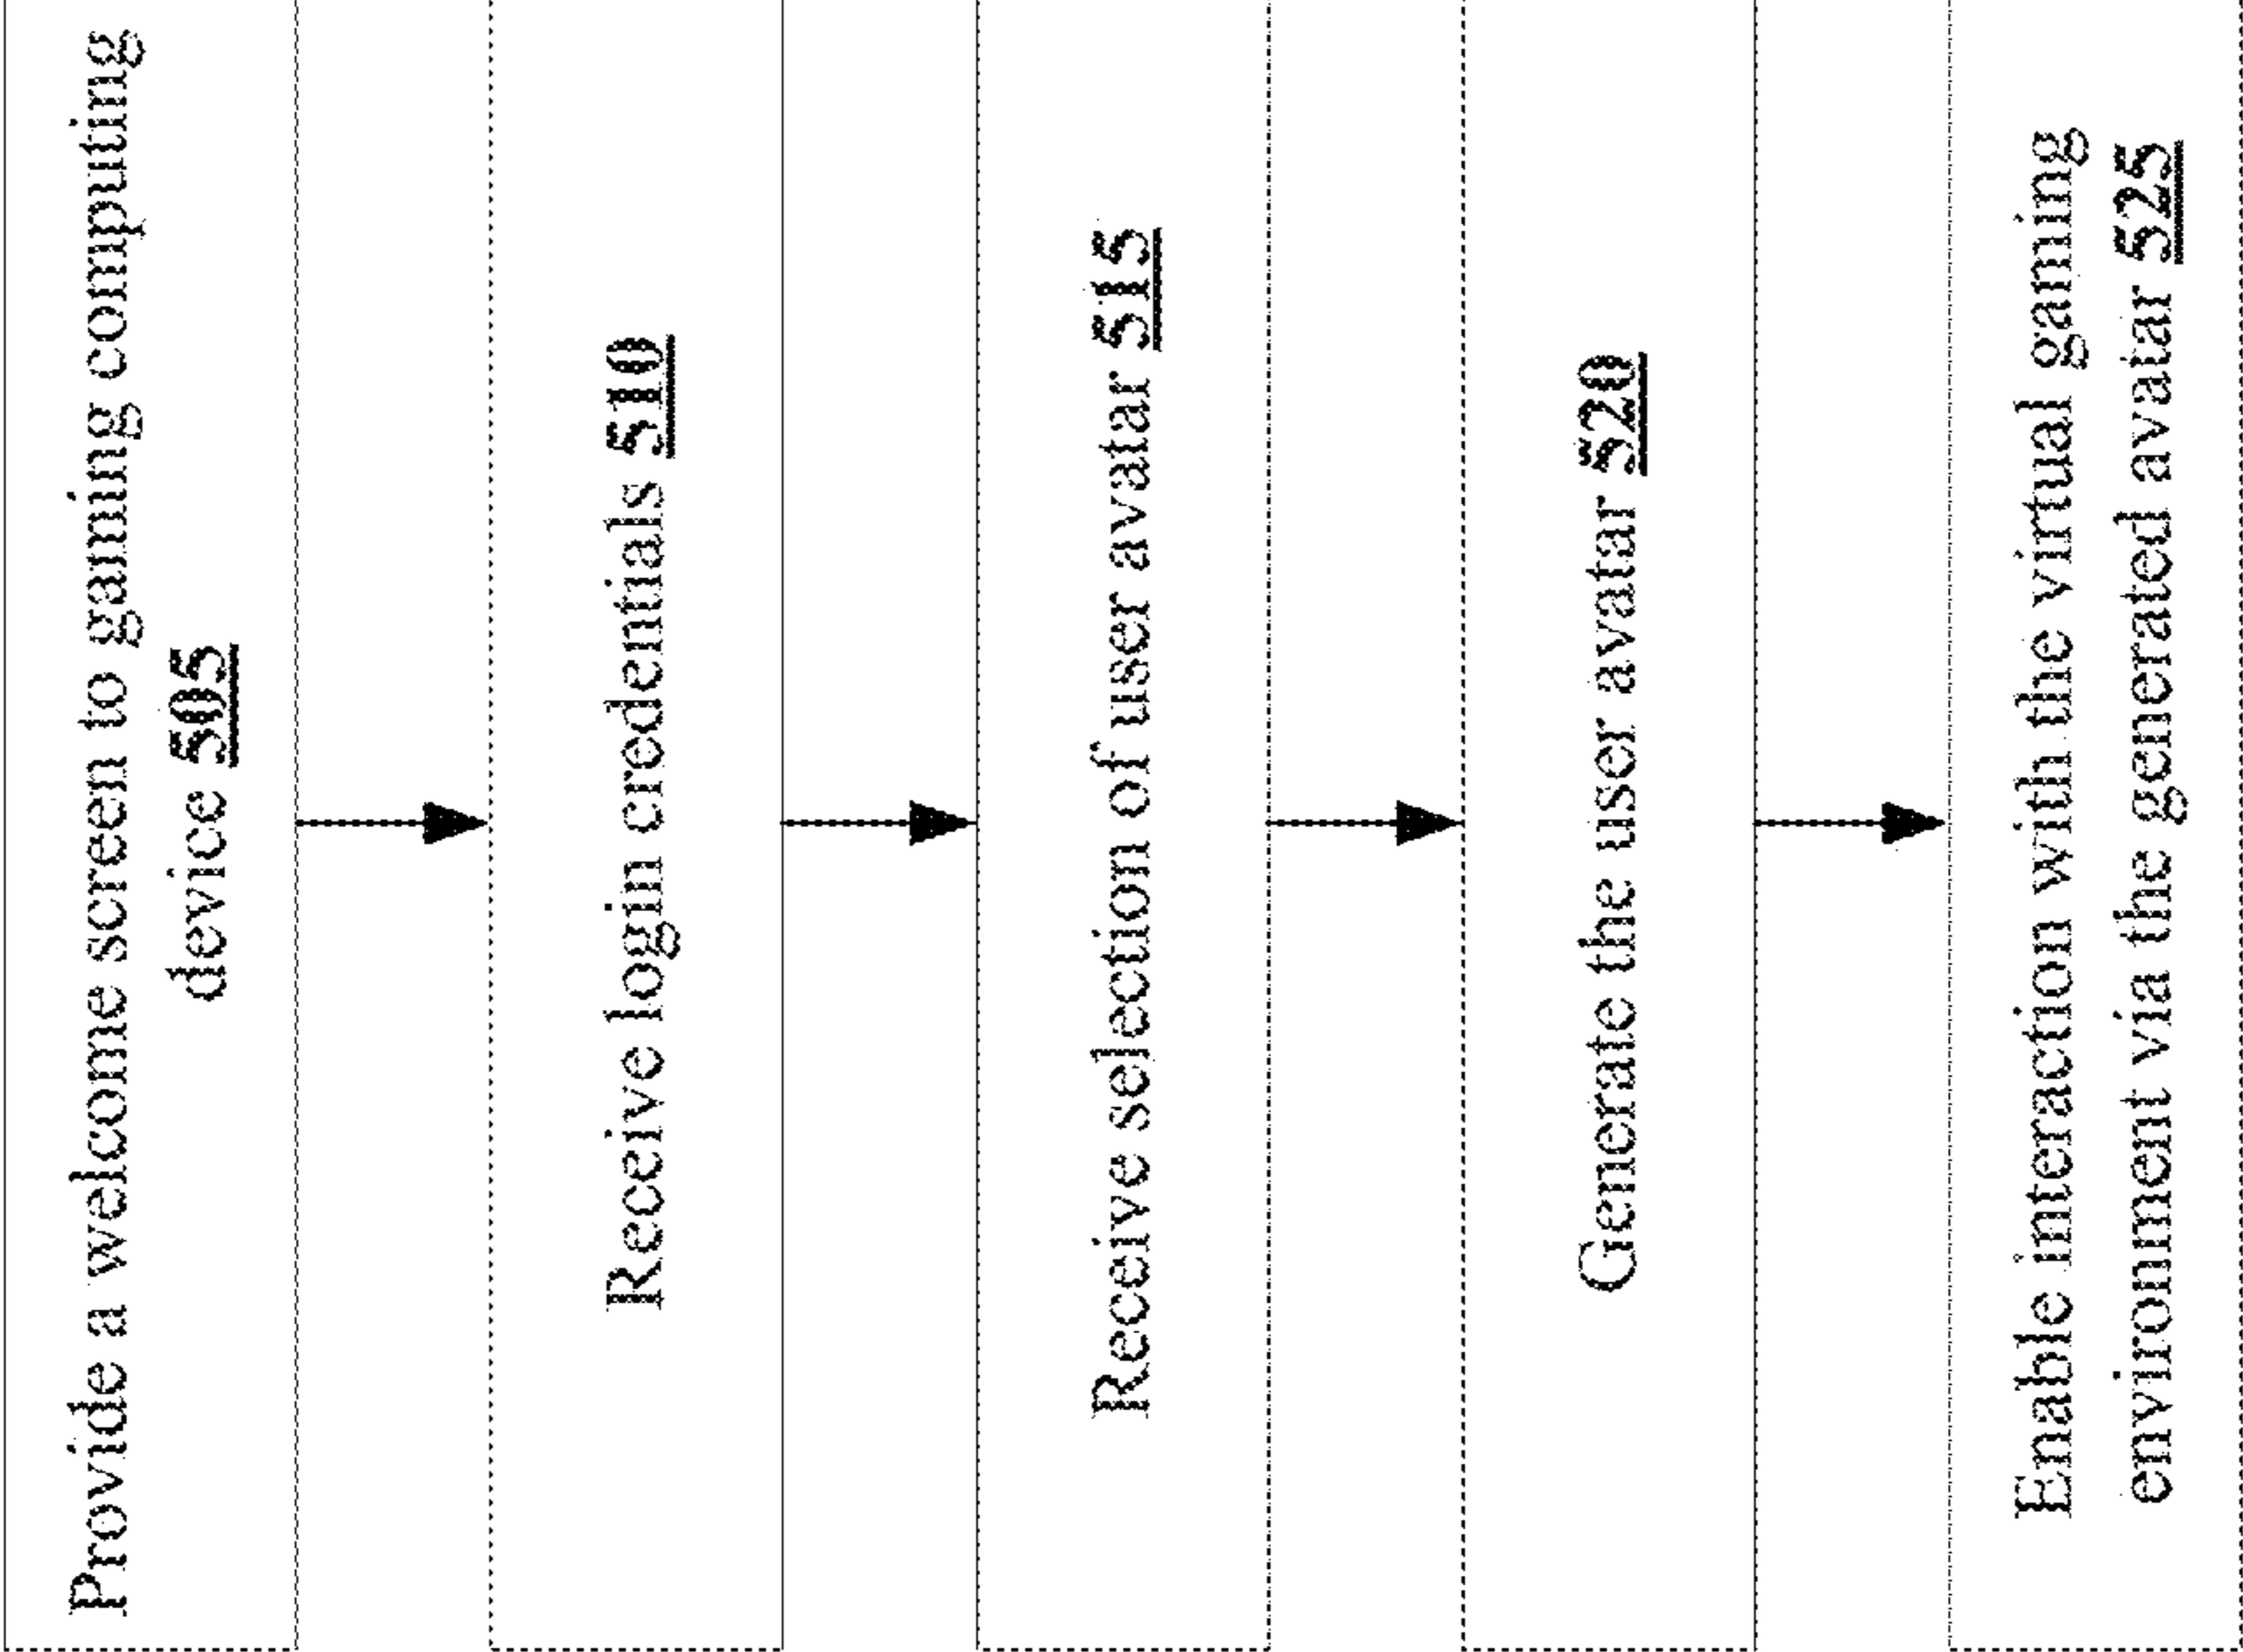 Provide a welcome screen to gaming computing
device 505
Receive login credentials 510
Receive selection of user avatar 515
Generate the user avatar 520
Enable interaction with the virtual gaming
environment via the generated avatar 525